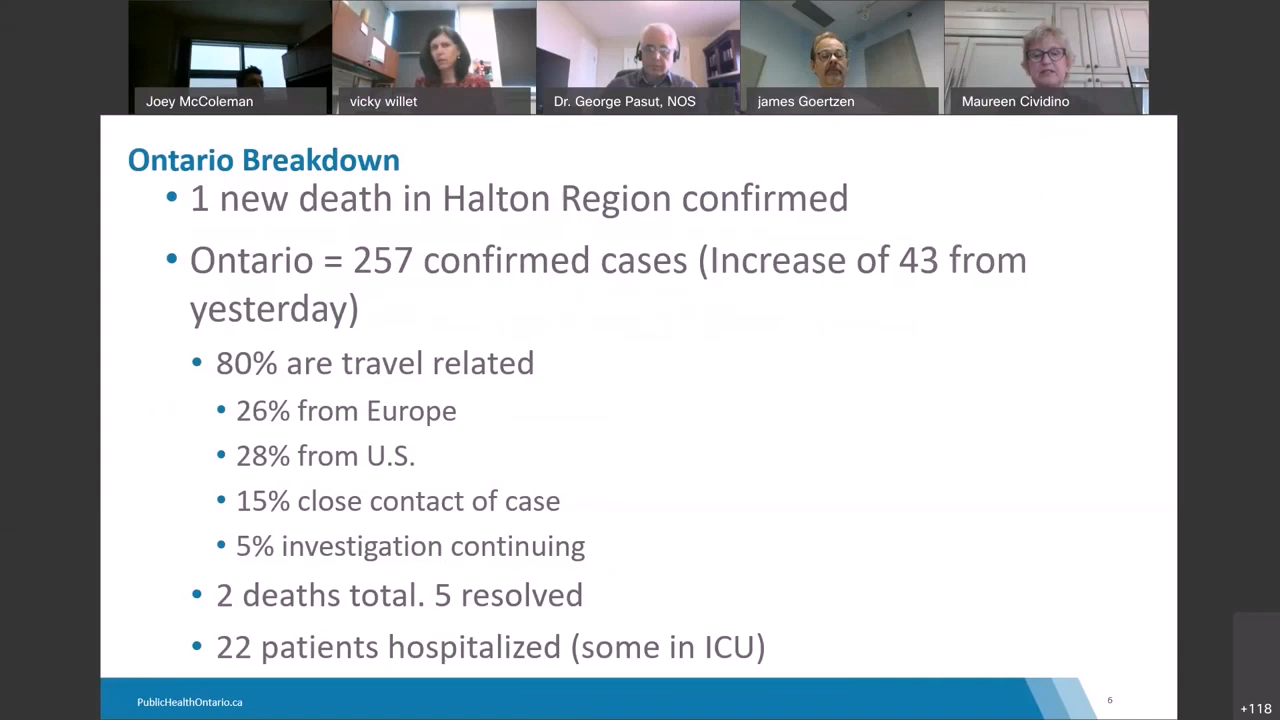 Joey McColeman
vicky willet
Dr. George Pasut, NOS
james Goertzen
Maureen Cividino
Ontario Breakdown
• 1 new death in Halton Region confirmed
• Ontario = 257 confirmed cases (Increase of 43 from
yesterday)
• 80% are travel related
• 26% from Europe
• 28% from U.S.
• 15% close contact of case
• 5% investigation continuing
• 2 deaths total. 5 resolved
• 22 patients hospitalized (some in ICU)
PublicHealthOntario.ca
6
+118